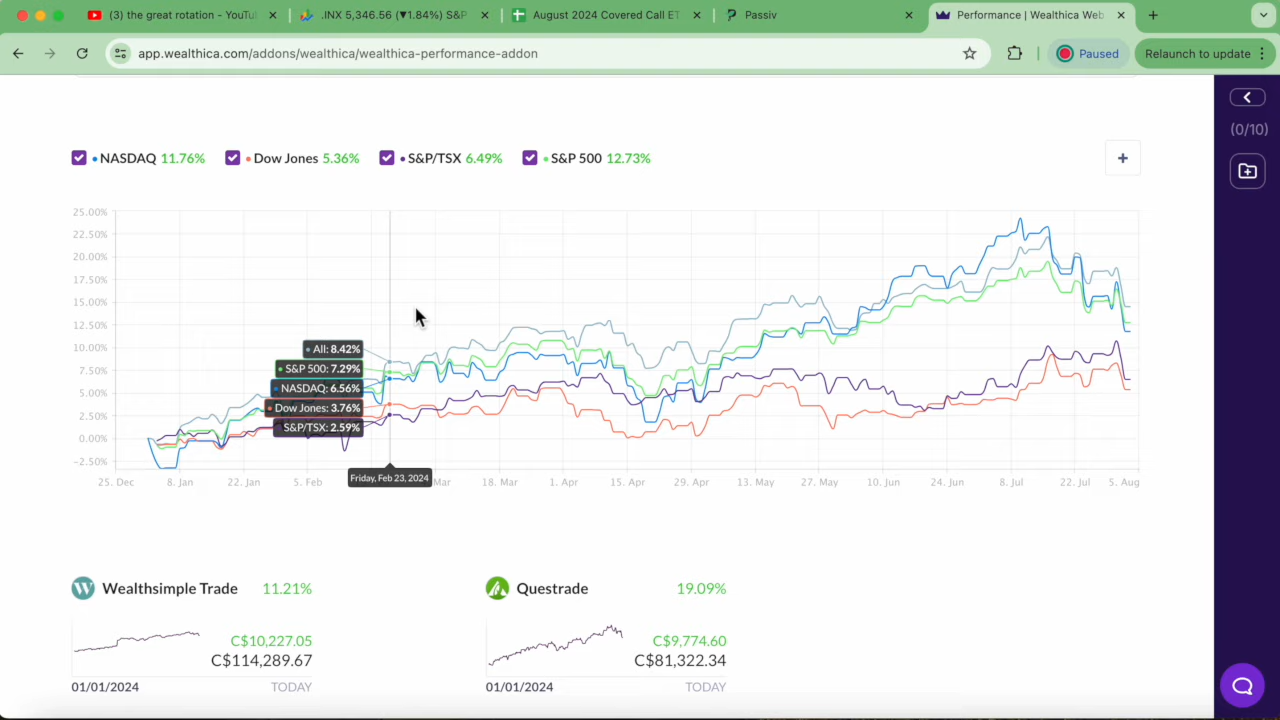 (3) the great rotation - YouTu
.INX 5,346.56 (▼1.84%) S&P
August 2024 Covered Call ET
Passiv
Performance | Wealthica Web
app.wealthica.com/addons/wealthica/wealthica-performance-addon
Paused
Relaunch to update
(0/10)
NASDAQ 11.76%
Dow Jones 5.36%
S&P/TSX 6.49%
S&P 500 12.73%
+
25.00%
22.50%
20.00%
17.50%
15.00%
12.50%
10.00%
7.50%
5.00%
2.50%
0.00%
-2.50%
All: 8.42%
S&P 500: 7.29%
NASDAQ: 6.56%
Dow Jones: 3.76%
S&P/TSX: 2.59%
Friday, Feb 23, 2024
25. Dec
8. Jan
22. Jan
5. Feb
Mar
18. Mar
1. Apr
15. Apr
29. Apr
13. May
27. May
10. Jun
24. Jun
8. Jul
22. Jul
5. Aug
W Wealthsimple Trade 11.21%
C$10,227.05
C$114,289.67
01/01/2024 TODAY
Questrade 19.09%
C$9,774.60
C$81,322.34
01/01/2024 TODAY